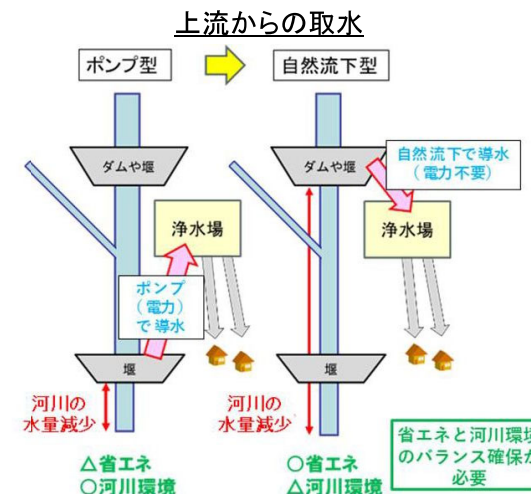 上流からの取水
ポンプ型
自然流下型
ダムや堰
ダムや堰
自然流下で導水
(電力不要)
浄水場
浄水場
ポンプ
(電力)
で導水
堰
堰
河川の
水量減少
河川の
水量減少
△省エネ
○河川環境
○省エネ
△河川環境
省エネと河川環境
のバランス確保が
必要